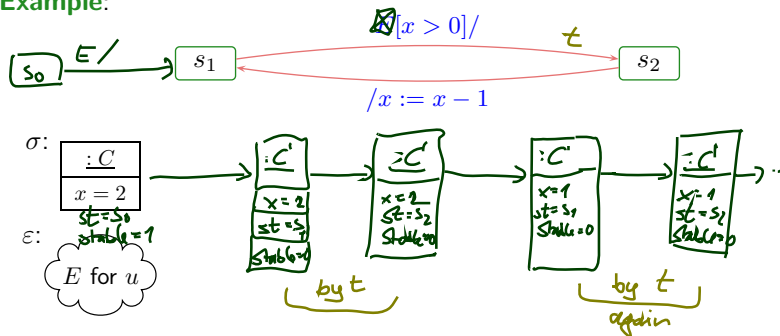 Example:
[x > 0]/
t
s0
E/
s1
s2
/x := x − 1
σ:
: C
x = 2
st = s0
stable = 1
: C
x = 2
st = s1
stable = 0
: C
x = 2
st = s2
stable = 0
: C
x = 1
st = s1
stable = 0
: C
x = 1
st = s2
stable = 0
...
ε:
E for u
by t
by t
again